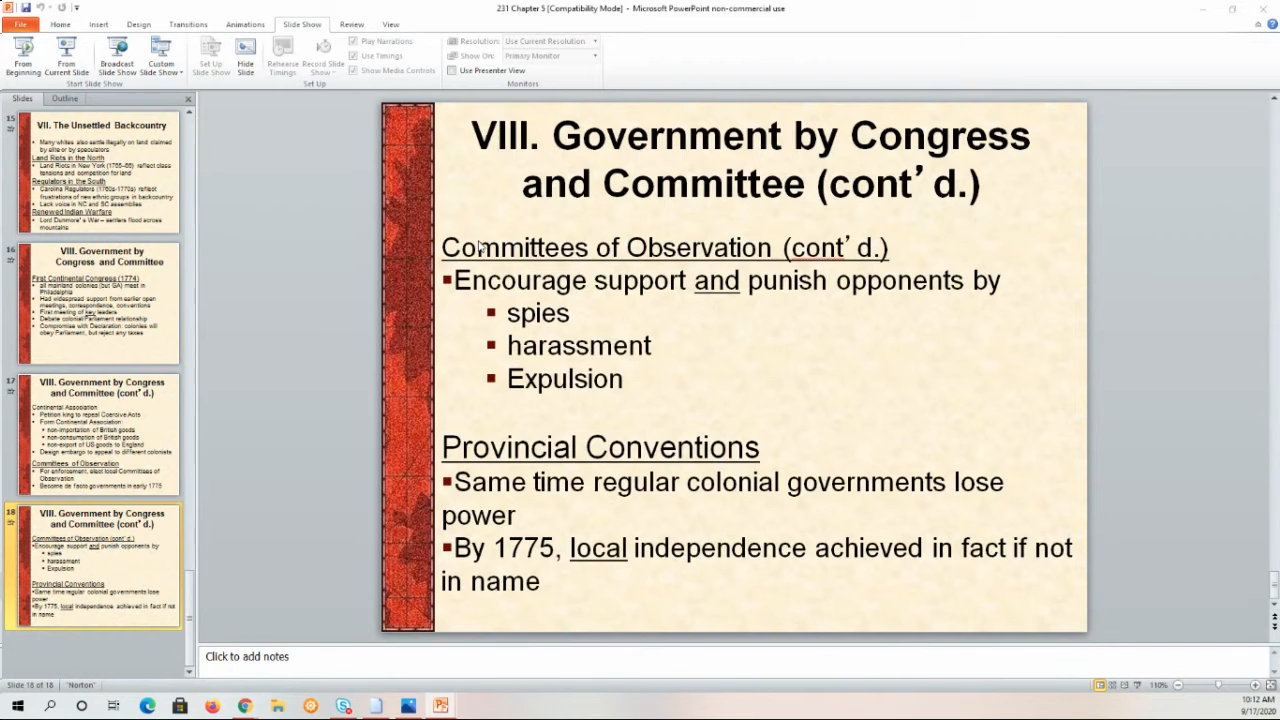 231 Chapter 5 [Compatibility Mode] - Microsoft PowerPoint non-commercial use
File Home Insert Design Transitions Animations Slide Show Review View
From Beginning
From Current Slide
Broadcast Slide Show
Custom Slide Show
Start Slide Show
Set Up Slide Show
Hide Slide
Rehearse Timings
Record Slide Show
Play Narrations
Use Timings
Show Media Controls
Set Up
Resolution: Use Current Resolution
Show On: Primary Monitor
Use Presenter View
Monitors
Slides Outline
15
VII. The Unsettled Backcountry
Many whites also settle illegally on land claimed
by elite or by speculators
Land Riots in the North
Land Riots in New York (1765-66) reflect class
tensions and competition for land
Regulators in the South
Carolina Regulators (1760s-1770s) reflect
frustrations of new ethnic groups in backcountry
Lack voice in NC and SC assemblies
Renewed Indian Warfare
Lord Dunmore's War – settlers flood across
mountains
16
VIII. Government by
Congress and Committee
First Continental Congress (1774)
all mainland colonies (but GA) meet in
Philadelphia
Had widespread support from earlier open
meetings, correspondence, conventions
First meeting of key leaders
Debate colonial Parliament relationship
Compromise with Declaration: colonies will
obey Parliament, but reject any taxes
17
VIII. Government by Congress
and Committee (cont'd.)
Continental Association
Petition king to repeal Coercive Acts
Form Continental Association:
non-importation of British goods
non-consumption of British goods
non-export of US goods to England
Design embargo to appeal to different colonists
Committees of Observation
For enforcement, elect local Committees of
Observation
Become de facto governments in early 1775
18
VIII. Government by Congress
and Committee (cont'd.)
Committees of Observation (cont'd.)
Encourage support and punish opponents by
spies
harassment
Expulsion
Provincial Conventions
Same time regular colonial governments lose
power
By 1775, local independence achieved in fact if not
in name
VIII. Government by Congress
and Committee (cont'd.)
Committees of Observation (cont'd.)
Encourage support and punish opponents by
spies
harassment
Expulsion
Provincial Conventions
Same time regular colonial governments lose
power
By 1775, local independence achieved in fact if not
in name
Click to add notes
Slide 18 of 18 "Norton" 110%
10:12 AM
9/17/2020